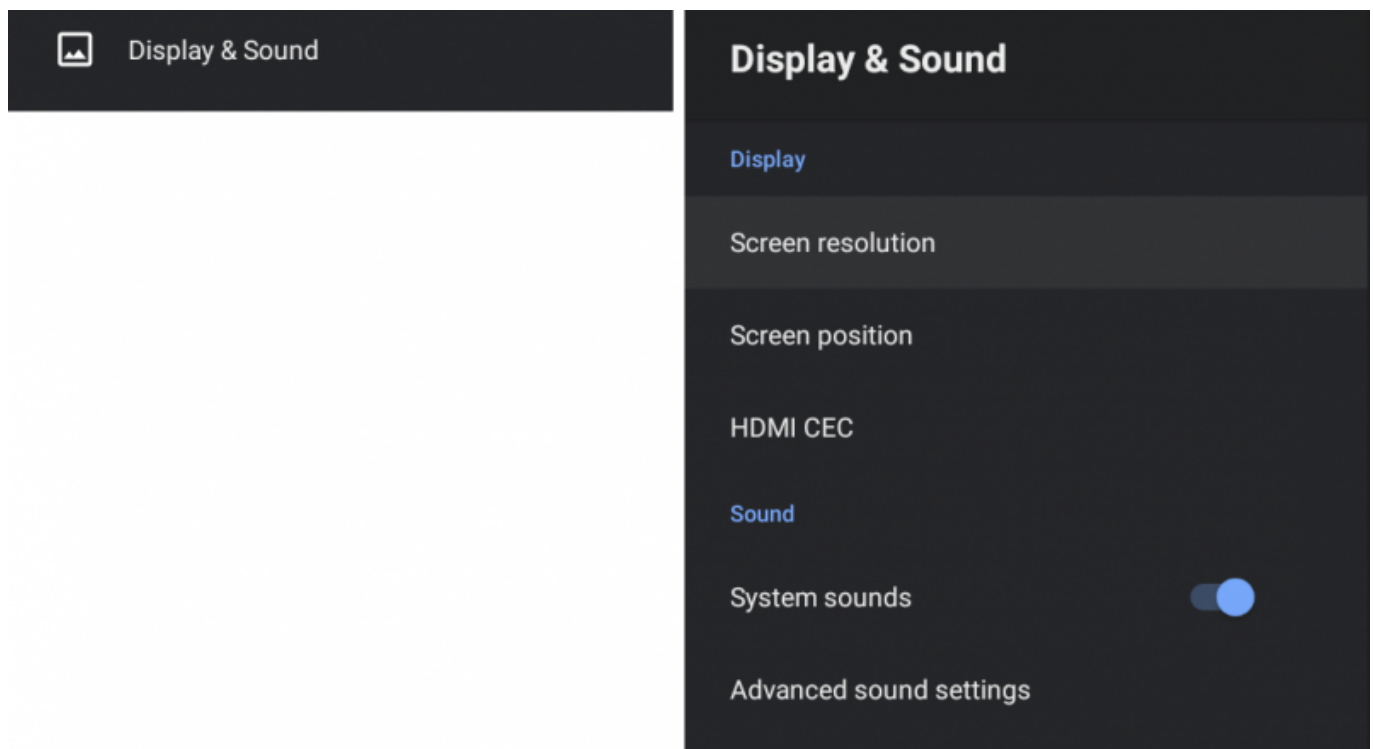 Display & Sound
Display & Sound
Display
Screen resolution
Screen position
HDMI CEC
Sound
System sounds
Advanced sound settings